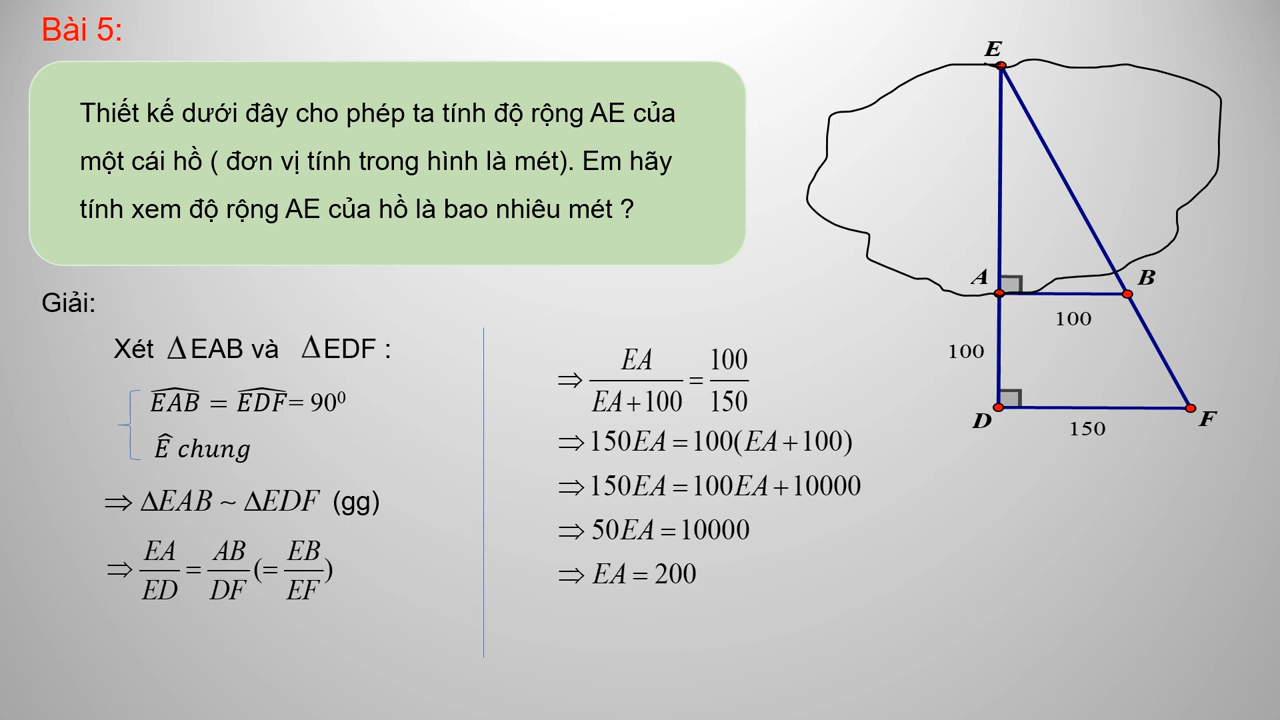 Bài 5:
Thiết kế dưới đây cho phép ta tính độ rộng AE của
một cái hồ ( đơn vị tính trong hình là mét). Em hãy
tính xem độ rộng AE của hồ là bao nhiêu mét ?
Giải:
Xét ΔEAB và ΔEDF :
\widehat{EAB} = \widehat{EDF}= 90⁰
\widehat{E} chung
⇒ ΔEAB ~ ΔEDF (gg)
⇒ EA/ED = AB/DF (= EB/EF)
⇒ EA/(EA+100) = 100/150
⇒ 150EA = 100(EA+100)
⇒ 150EA = 100EA+10000
⇒ 50EA = 10000
⇒ EA = 200
E
A
B
100
100
D
150
F